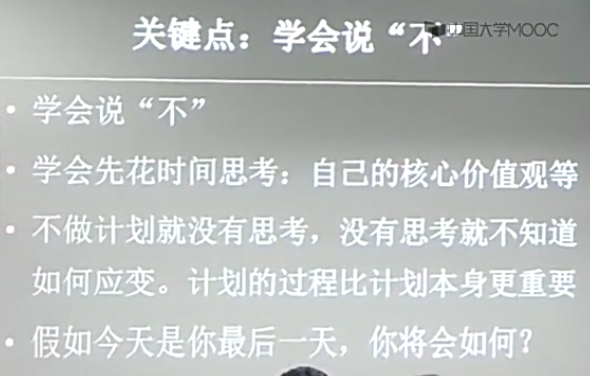 关键点：学会说“不
中国大学MOOC
• 学会说“不”
• 学会先花时间思考：自己的核心价值观等
• 不做计划就没有思考，没有思考就不知道
如何应变。计划的过程比计划本身更重要
• 假如今天是你最后一天，你将会如何？